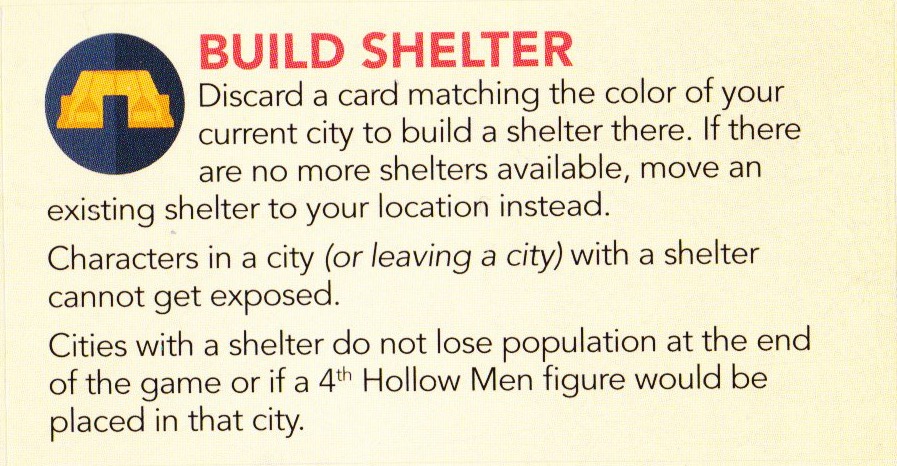 BUILD SHELTER
Discard a card matching the color of your
current city to build a shelter there. If there
are no more shelters available, move an
existing shelter to your location instead.
Characters in a city (or leaving a city) with a shelter
cannot get exposed.
Cities with a shelter do not lose population at the end
of the game or if a 4th Hollow Men figure would be
placed in that city.